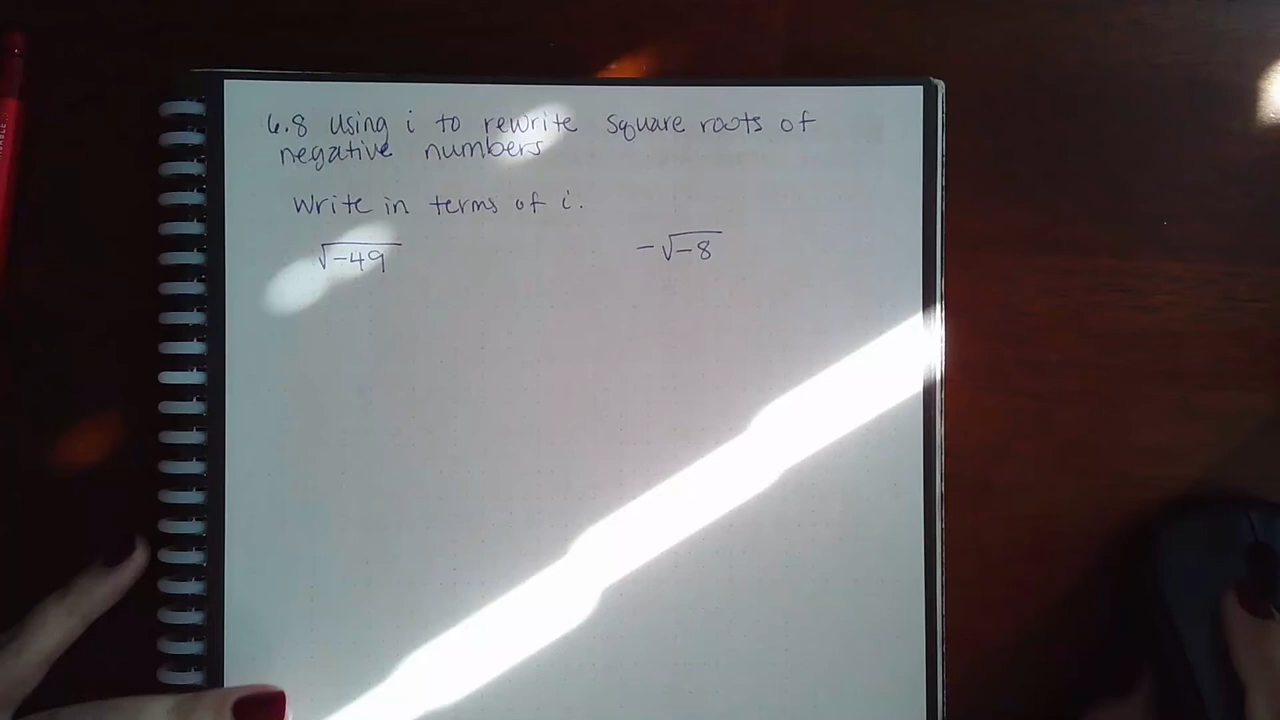 6.8 using i to rewrite square roots of
negative numbers
Write in terms of i.
√-49 -√-8